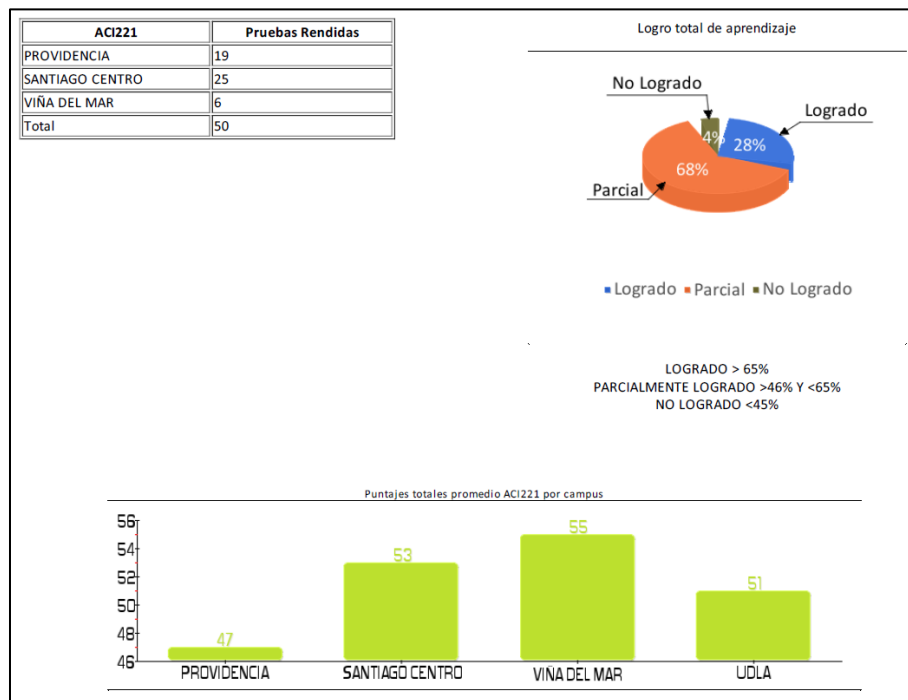 ACI221 Pruebas Rendidas
PROVIDENCIA 19
SANTIAGO CENTRO 25
VIÑA DEL MAR 6
Total 50
Logro total de aprendizaje
No Logrado
Logrado
4% 28%
68%
Parcial
Logrado Parcial No Logrado
LOGRADO > 65%
PARCIALMENTE LOGRADO >46% Y <65%
NO LOGRADO <45%
Puntajes totales promedio ACI221 por campus
56
54
52
50
48
46
47
53
55
51
PROVIDENCIA SANTIAGO CENTRO VIÑA DEL MAR UDLA